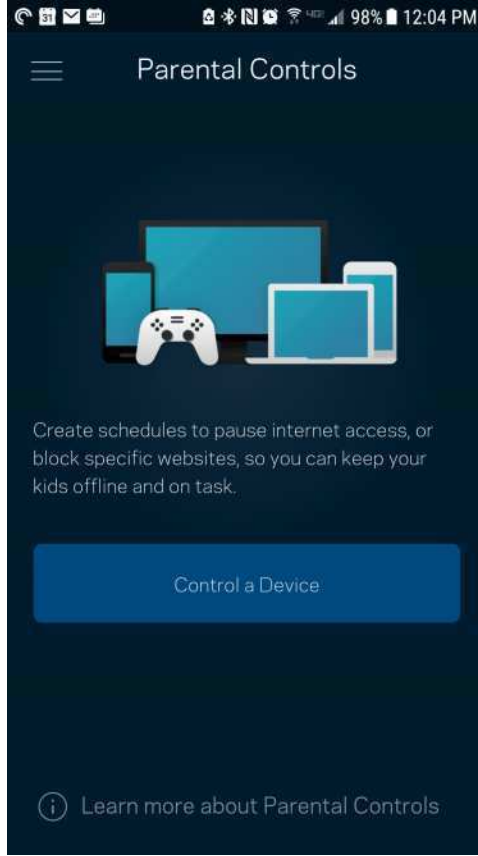 31 98% 12:04 PM
Parental Controls
Create schedules to pause internet access, or
block specific websites, so you can keep your
kids offline and on task.
Control a Device
Learn more about Parental Controls